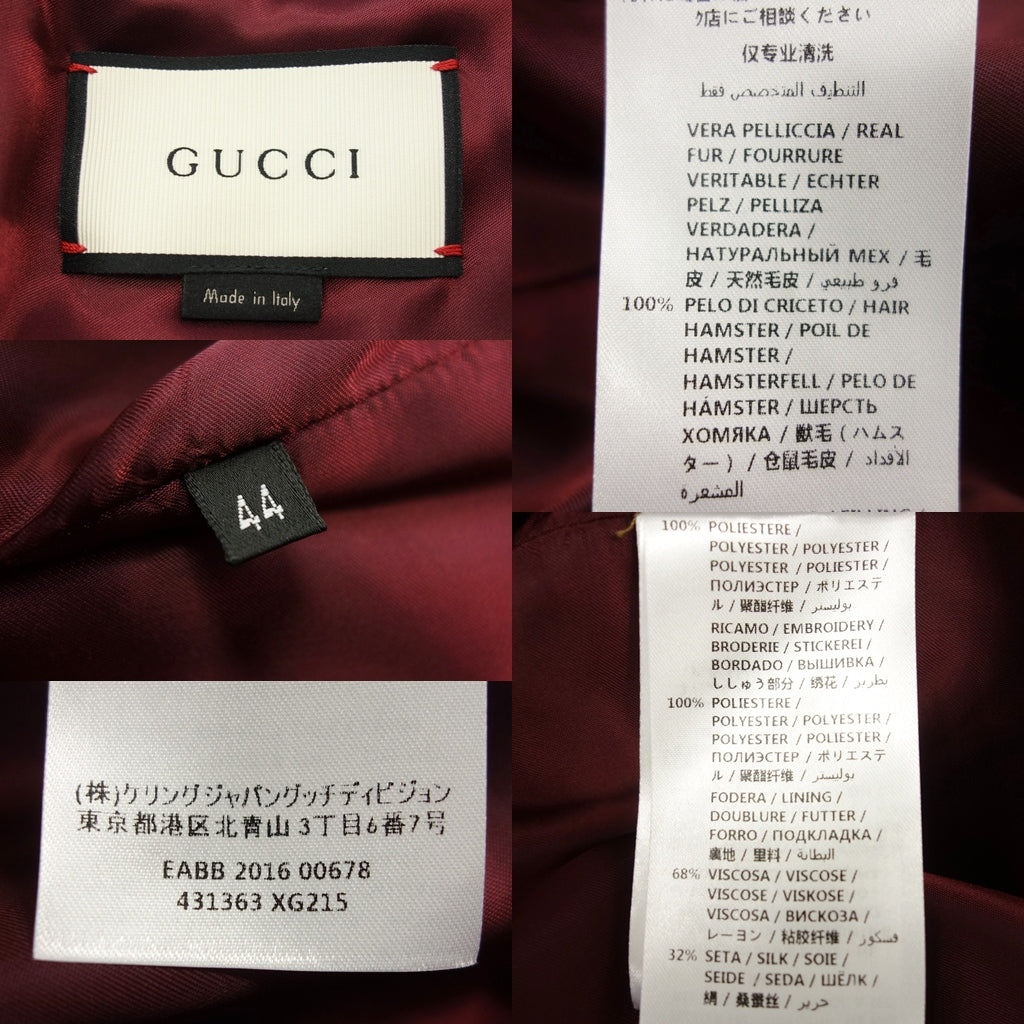 GUCCI
Made in Italy
44
(株)ケリングジャパングッチディビジョン
東京都港区北青山3丁目6番7号
EABB 2016 00678
431363 XG215
ク店にご相談ください
仅专业清洗
التنظيف المتخصص فقط
VERA PELLICCIA / REAL
FUR / FOURRURE
VERITABLE / ECHTER
PELZ / PELLIZA
VERDADERA /
НАТУРАЛЬНЫЙ МЕХ / 毛
皮 / 天然毛皮 / فرو طبيعي
100% PELO DI CRICETO / HAIR
HAMSTER / POIL DE
HAMSTER /
HAMSTERFELL / PELO DE
HÁMSTER / ШЕРСТЬ
ХОМЯКА / 獣毛 ( ハムス
ター ) / 仓鼠毛皮 / الأقداد
المشعرة
100% POLIESTERE /
POLYESTER / POLYESTER /
POLYESTER / POLIESTER /
ПОЛИЭСТЕР / ポリエステ
ル / 聚酯纤维 / بوليستر
RICAMO / EMBROIDERY /
BRODERIE / STICKEREI /
BORDADO / ВЫШИВКА /
ししゅう部分 / 绣花 / بطريز
100% POLIESTERE /
POLYESTER / POLYESTER /
POLYESTER / POLIESTER /
ПОЛИЭСТЕР / ポリエステ
ル / 聚酯纤维 / بوليستر
FODERA / LINING /
DOUBLURE / FUTTER /
FORRO / ПОДКЛАДКА /
裏地 / 里料 / البطانة
68% VISCOSA / VISCOSE /
VISCOSE / VISKOSE /
VISCOSA / ВИСКОЗА /
レーヨン / 粘胶纤维 / فسكوز
32% SETA / SILK / SOIE /
SEIDE / SEDA / ШЁЛК /
絹 / 桑蚕丝 / حرير